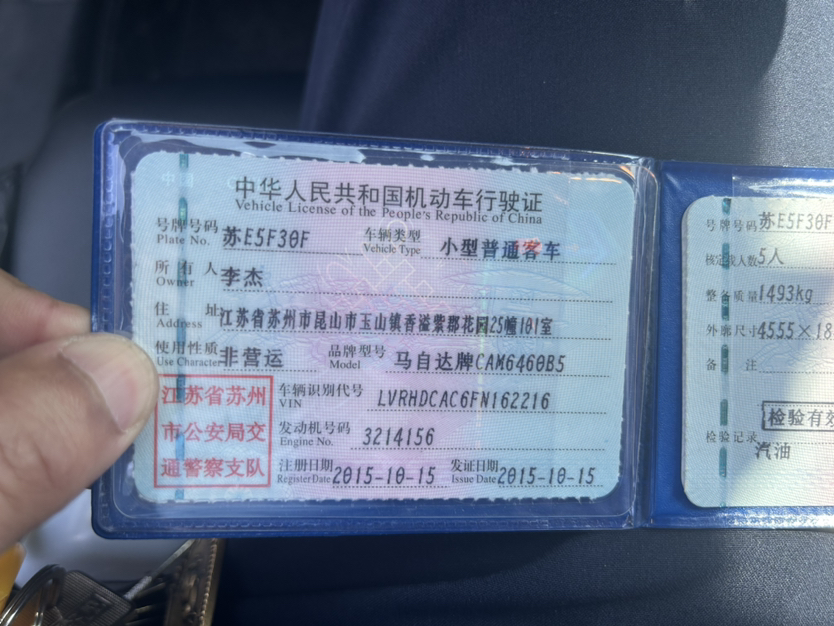 中华人民共和国机动车行驶证
Vehicle License of the People's Republic of China
号牌号码 苏E5F30F 车辆类型 小型普通客车
Plate No. Vehicle Type
所有人 李杰
Owner
住址 江苏省苏州市昆山市玉山镇香溢紫郡花园25幢101室
Address
使用性质 非营运 品牌型号 马自达牌CAM6460B5
Use Character Model
江苏省苏州
市公安局交
通警察支队
车辆识别代号 LVRHDCAC6FN162216
VIN
发动机号码 3214156
Engine No.
注册日期 2015-10-15 发证日期 2015-10-15
Register Date Issue Date
号牌号码 苏E5F30F
核定载人数 5人
整备质量 1493kg
外廓尺寸 4555×18
备注
检验有效
检验记录
汽油